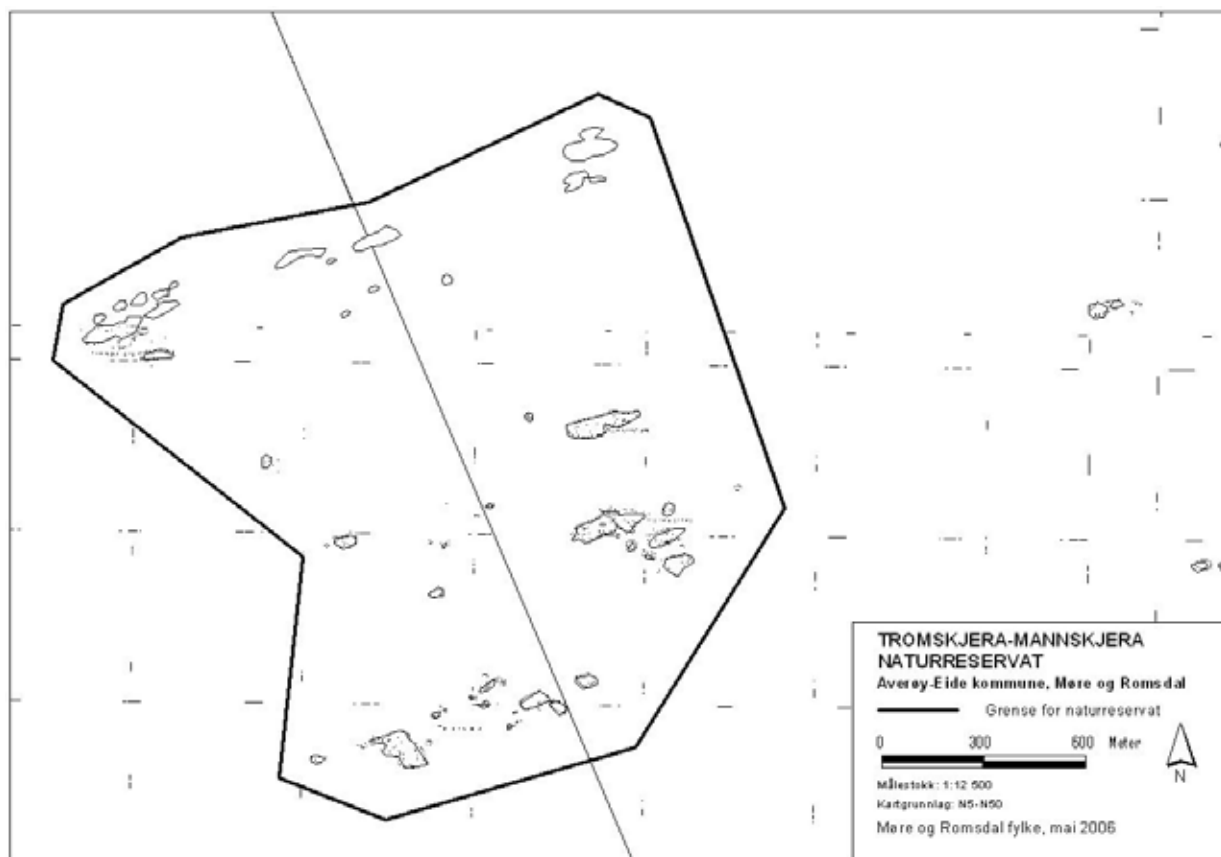 TROMSKJERA-MANNSKJERA
NATURRESERVAT
Averøy-Eide kommune, Møre og Romsdal
Grense for naturreservat
0 300 600 Meter
N
Målestokk: 1:12 500
Kartgrunnlag: N5-N50
Møre og Romsdal fylke, mai 2006